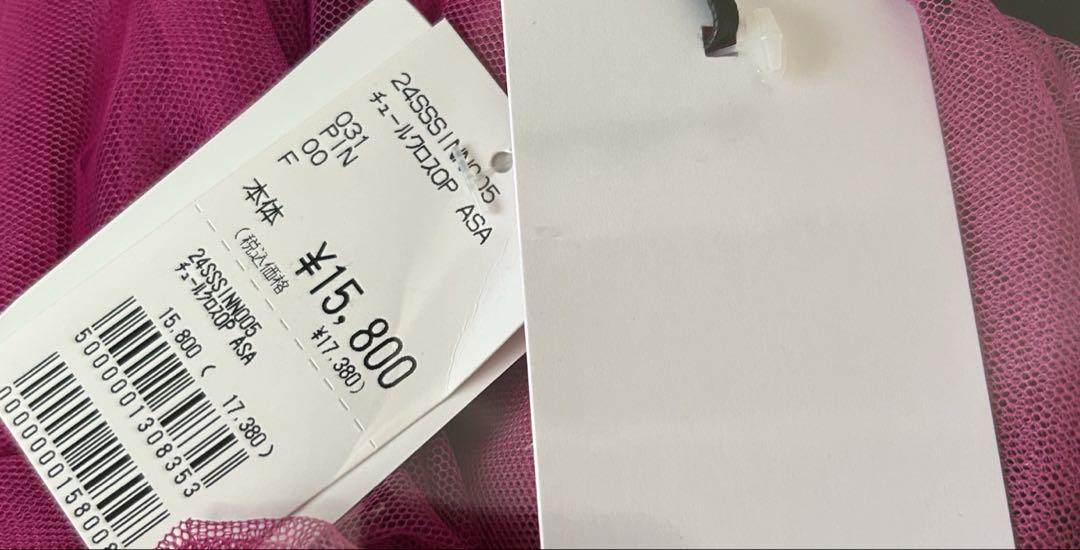 24SSSINN005
チュールクロスOP ASA
031
PIN
00
F
本体 ¥15,800
(税込価格 ¥17,380)
24SSSINN005
チュールクロスOP ASA
15,800 ( 17,380)
5000001308353